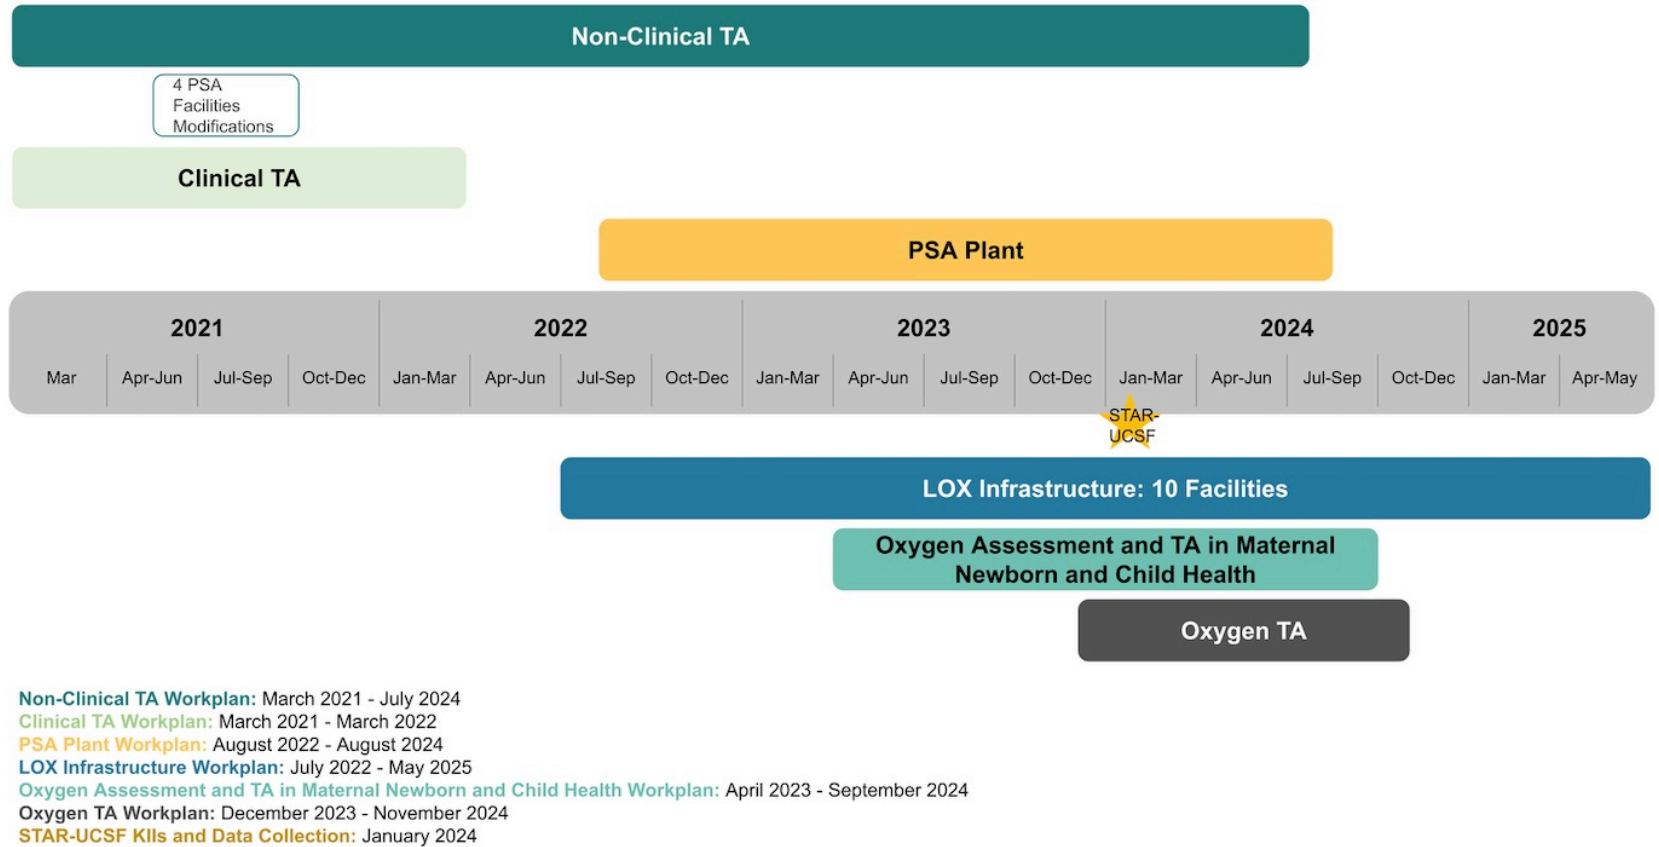 Non-Clinical TA
4 PSA
Facilities
Modifications
Clinical TA
PSA Plant
2021 2022 2023 2024 2025
Mar Apr-Jun Jul-Sep Oct-Dec Jan-Mar Apr-Jun Jul-Sep Oct-Dec Jan-Mar Apr-Jun Jul-Sep Oct-Dec Jan-Mar Apr-Jun Jul-Sep Oct-Dec Jan-Mar Apr-May
STAR-
UCSF
LOX Infrastructure: 10 Facilities
Oxygen Assessment and TA in Maternal
Newborn and Child Health
Oxygen TA
Non-Clinical TA Workplan: March 2021 - July 2024
Clinical TA Workplan: March 2021 - March 2022
PSA Plant Workplan: August 2022 - August 2024
LOX Infrastructure Workplan: July 2022 - May 2025
Oxygen Assessment and TA in Maternal Newborn and Child Health Workplan: April 2023 - September 2024
Oxygen TA Workplan: December 2023 - November 2024
STAR-UCSF KIIs and Data Collection: January 2024